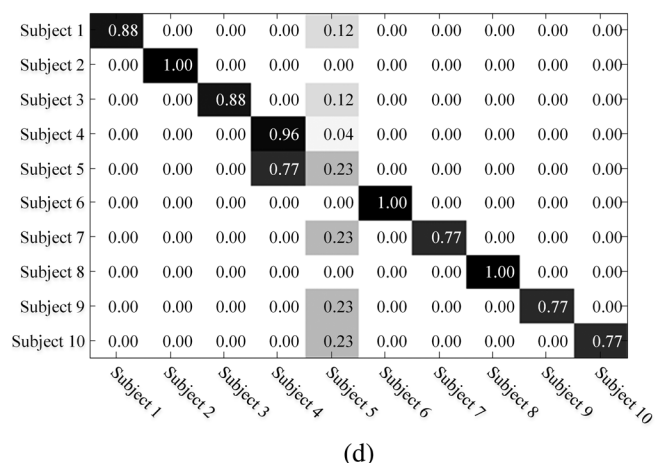 Subject 1 0.88 0.00 0.00 0.00 0.12 0.00 0.00 0.00 0.00 0.00
Subject 2 0.00 1.00 0.00 0.00 0.00 0.00 0.00 0.00 0.00 0.00
Subject 3 0.00 0.00 0.88 0.00 0.12 0.00 0.00 0.00 0.00 0.00
Subject 4 0.00 0.00 0.00 0.96 0.04 0.00 0.00 0.00 0.00 0.00
Subject 5 0.00 0.00 0.00 0.77 0.23 0.00 0.00 0.00 0.00 0.00
Subject 6 0.00 0.00 0.00 0.00 0.00 1.00 0.00 0.00 0.00 0.00
Subject 7 0.00 0.00 0.00 0.00 0.23 0.00 0.77 0.00 0.00 0.00
Subject 8 0.00 0.00 0.00 0.00 0.00 0.00 0.00 1.00 0.00 0.00
Subject 9 0.00 0.00 0.00 0.00 0.23 0.00 0.00 0.00 0.77 0.00
Subject 10 0.00 0.00 0.00 0.00 0.23 0.00 0.00 0.00 0.00 0.77
Subject 1 Subject 2 Subject 3 Subject 4 Subject 5 Subject 6 Subject 7 Subject 8 Subject 9 Subject 10
(d)